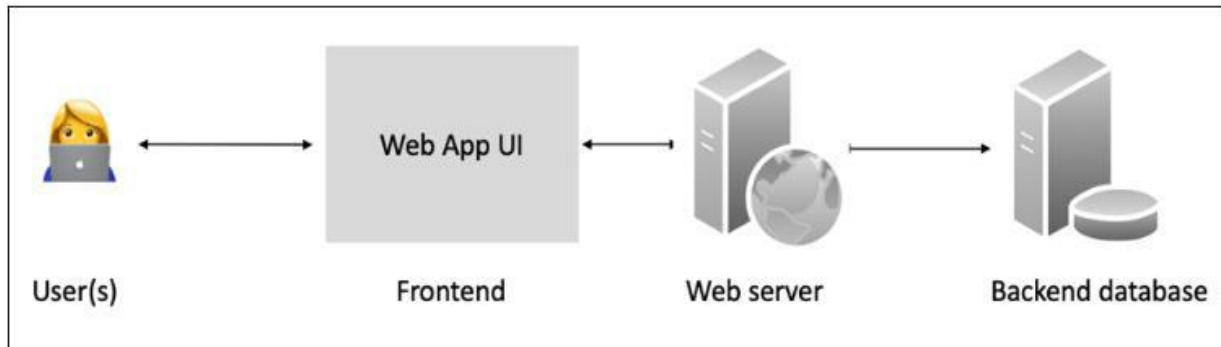 Web App UI
User(s)
Frontend
Web server
Backend database